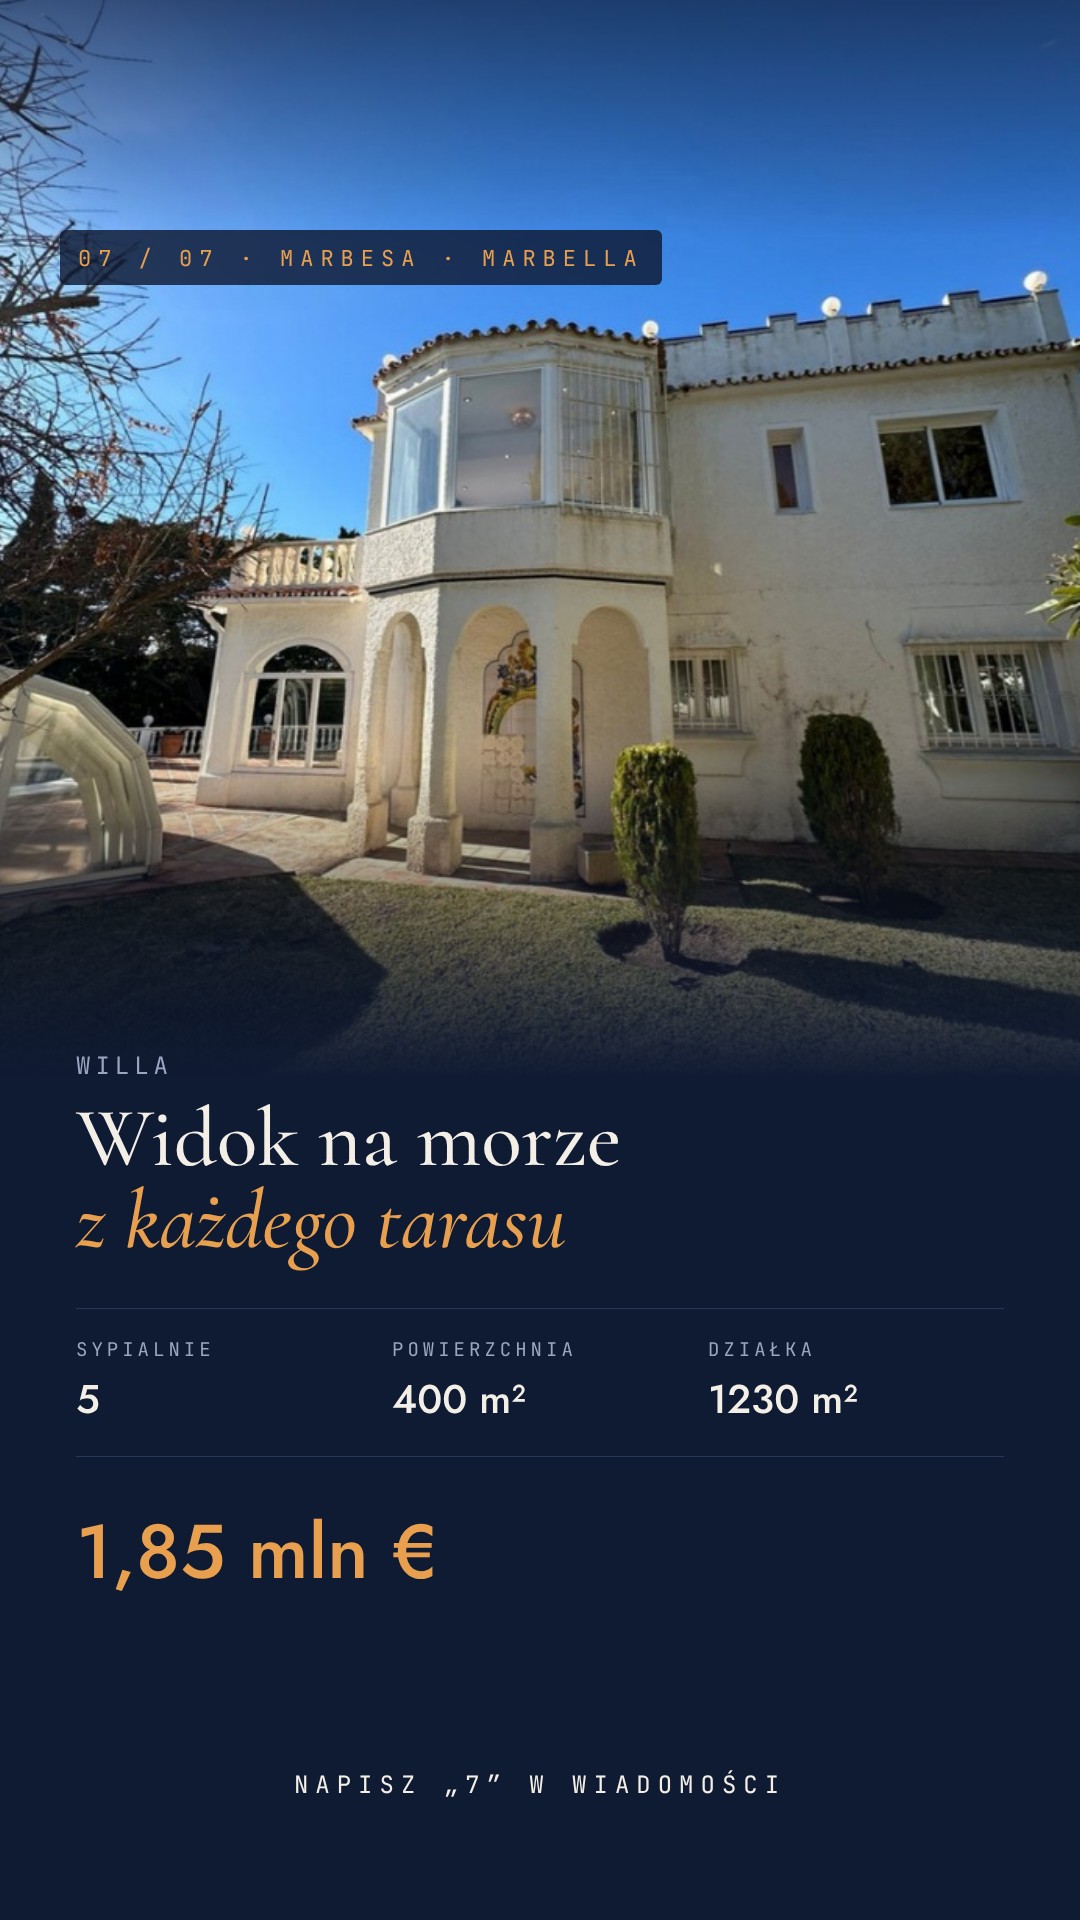 07 / 07 · MARBESA · MARBELLA
WILLA
Widok na morze
z każdego tarasu
SYPIALNIE POWIERZCHNIA DZIAŁKA
5 400 m² 1230 m²
1,85 mln €
NAPISZ „7” W WIADOMOŚCI